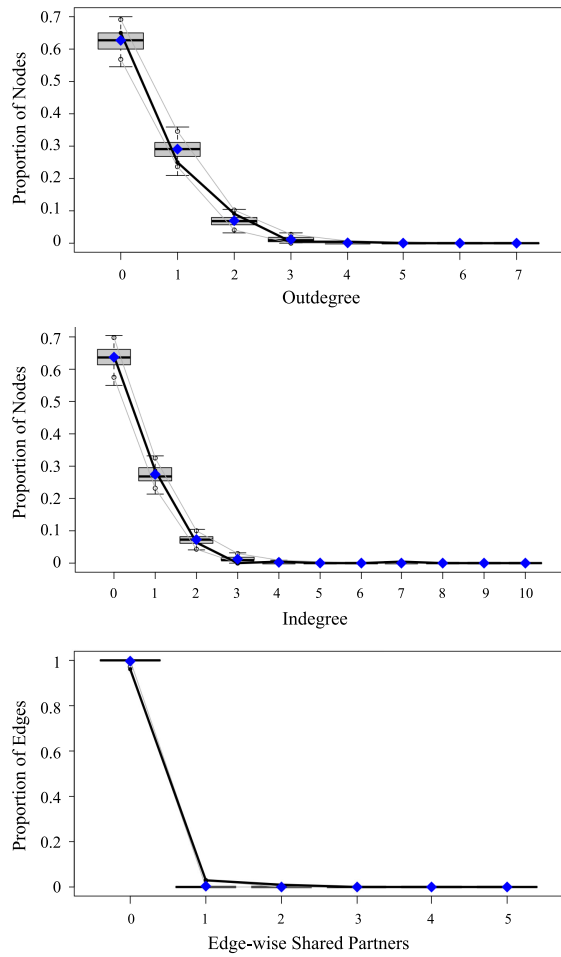 Proportion of Nodes
0.7
0.6
0.5
0.4
0.3
0.2
0.1
0
0 1 2 3 4 5 6 7
Outdegree
Proportion of Nodes
0.7
0.6
0.5
0.4
0.3
0.2
0.1
0
0 1 2 3 4 5 6 7 8 9 10
Indegree
Proportion of Edges
1
0.8
0.6
0.4
0.2
0
0 1 2 3 4 5
Edge-wise Shared Partners